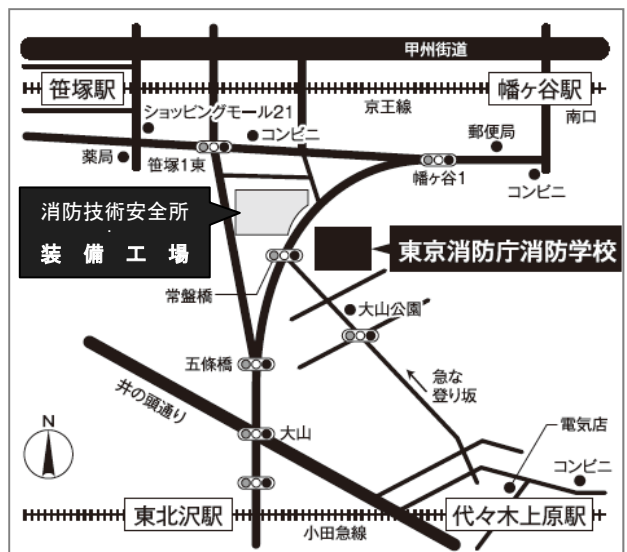 甲州街道
笹塚駅
幡ヶ谷駅
京王線
南口
ショッピングモール21
コンビニ
郵便局
薬局
笹塚1東
幡ヶ谷1
コンビニ
消防技術安全所
・
装備工場
東京消防庁消防学校
常盤橋
大山公園
五條橋
急な
登り坂
井の頭通り
N
大山
電気店
コンビニ
東北沢駅
小田急線
代々木上原駅